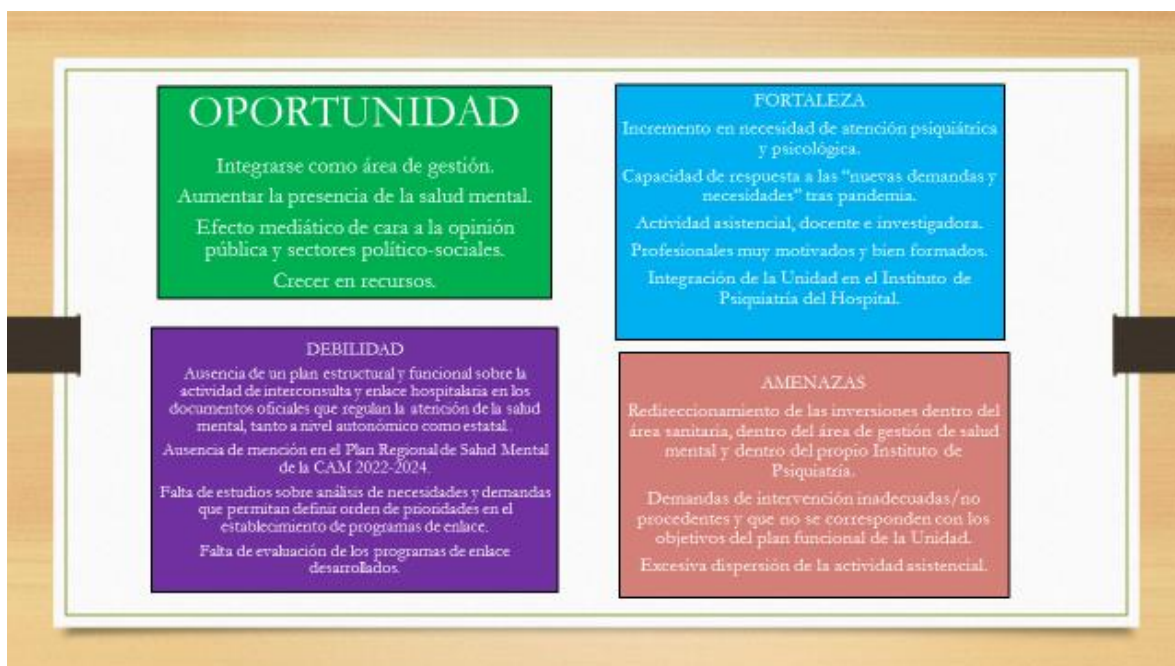 OPORTUNIDAD
Integrarse como área de gestión.
Aumentar la presencia de la salud mental.
Efecto mediático de cara a la opinión
pública y sectores político-sociales.
Crecer en recursos.
FORTALEZA
Incremento en necesidad de atención psiquiátrica
y psicológica.
Capacidad de respuesta a las “nuevas demandas y
necesidades” tras pandemia.
Actividad asistencial, docente e investigadora.
Profesionales muy motivados y bien formados.
Integración de la Unidad en el Instituto de
Psiquiatría del Hospital.
DEBILIDAD
Ausencia de un plan estructural y funcional sobre la
actividad de interconsulta y enlace hospitalaria en los
documentos oficiales que regulan la atención de la salud
mental, tanto a nivel autonómico como estatal.
Ausencia de mención en el Plan Regional de Salud Mental
de la CAM 2022-2024.
Falta de estudios sobre análisis de necesidades y demandas
que permitan definir orden de prioridades en el
establecimiento de programas de enlace.
Falta de evaluación de los programas de enlace
desarrollados.
AMENAZAS
Redireccionamiento de las inversiones dentro del
área sanitaria, dentro del área de gestión de salud
mental y dentro del propio Instituto de
Psiquiatría.
Demandas de intervención inadecuadas/no
procedentes y que no se corresponden con los
objetivos del plan funcional de la Unidad.
Excesiva dispersión de la actividad asistencial.